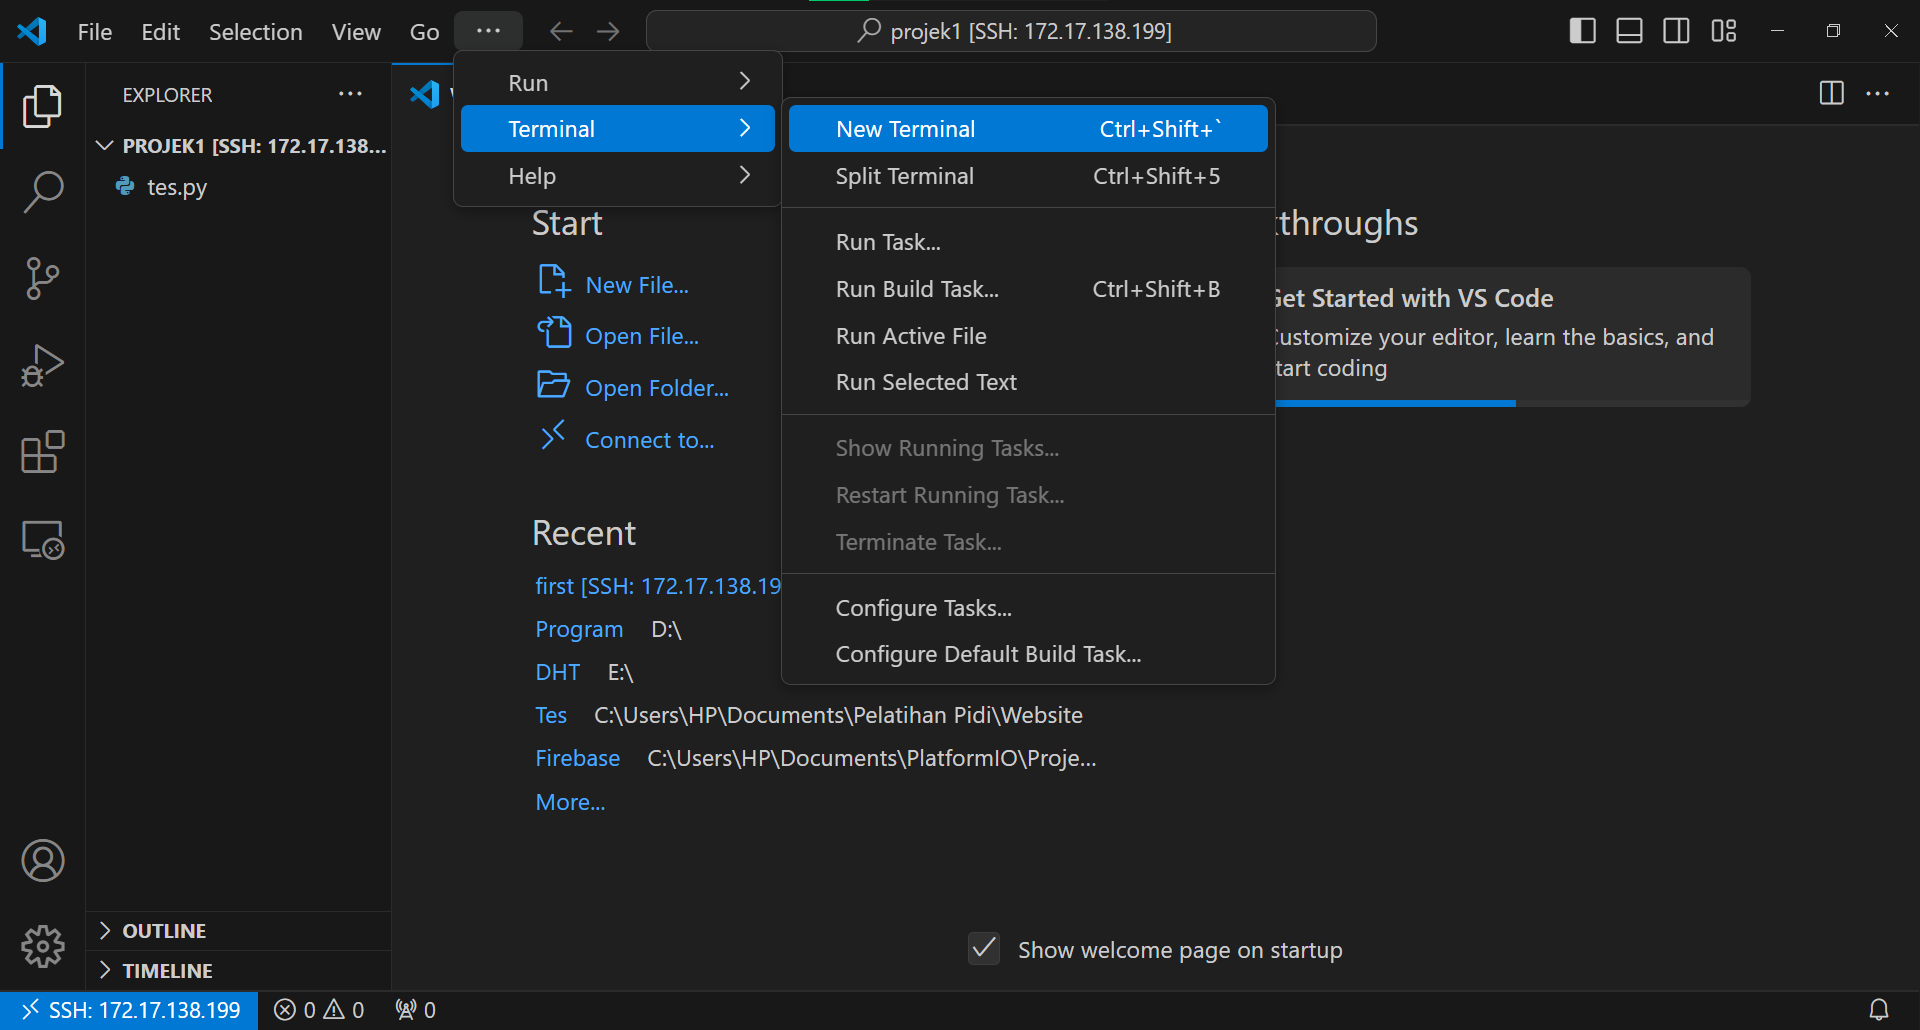 File Edit Selection View Go ··· projek1 [SSH: 172.17.138.199]
EXPLORER
PROJEK1 [SSH: 172.17.138...
tes.py
OUTLINE
TIMELINE
Run
Terminal
Help
New Terminal Ctrl+Shift+`
Split Terminal Ctrl+Shift+5
Run Task...
Run Build Task... Ctrl+Shift+B
Run Active File
Run Selected Text
Show Running Tasks...
Restart Running Task...
Terminate Task...
Configure Tasks...
Configure Default Build Task...
Start
New File...
Open File...
Open Folder...
Connect to...
Recent
first [SSH: 172.17.138.19
Program D:\
DHT E:\
Tes C:\Users\HP\Documents\Pelatihan Pidi\Website
Firebase C:\Users\HP\Documents\PlatformIO\Proje...
More...
kthroughs
Get Started with VS Code
Customize your editor, learn the basics, and
tart coding
Show welcome page on startup
SSH: 172.17.138.199 0 0 0